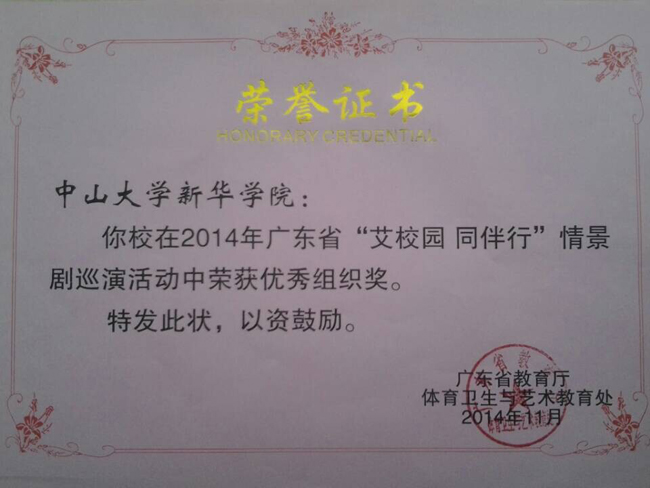 荣誉证书
HONORARY CREDENTIAL
中山大学新华学院：
你校在2014年广东省“艾校园 同伴行”情景
剧巡演活动中荣获优秀组织奖。
特发此状，以资鼓励。
广东省教育厅
体育卫生与艺术教育处
2014年11月